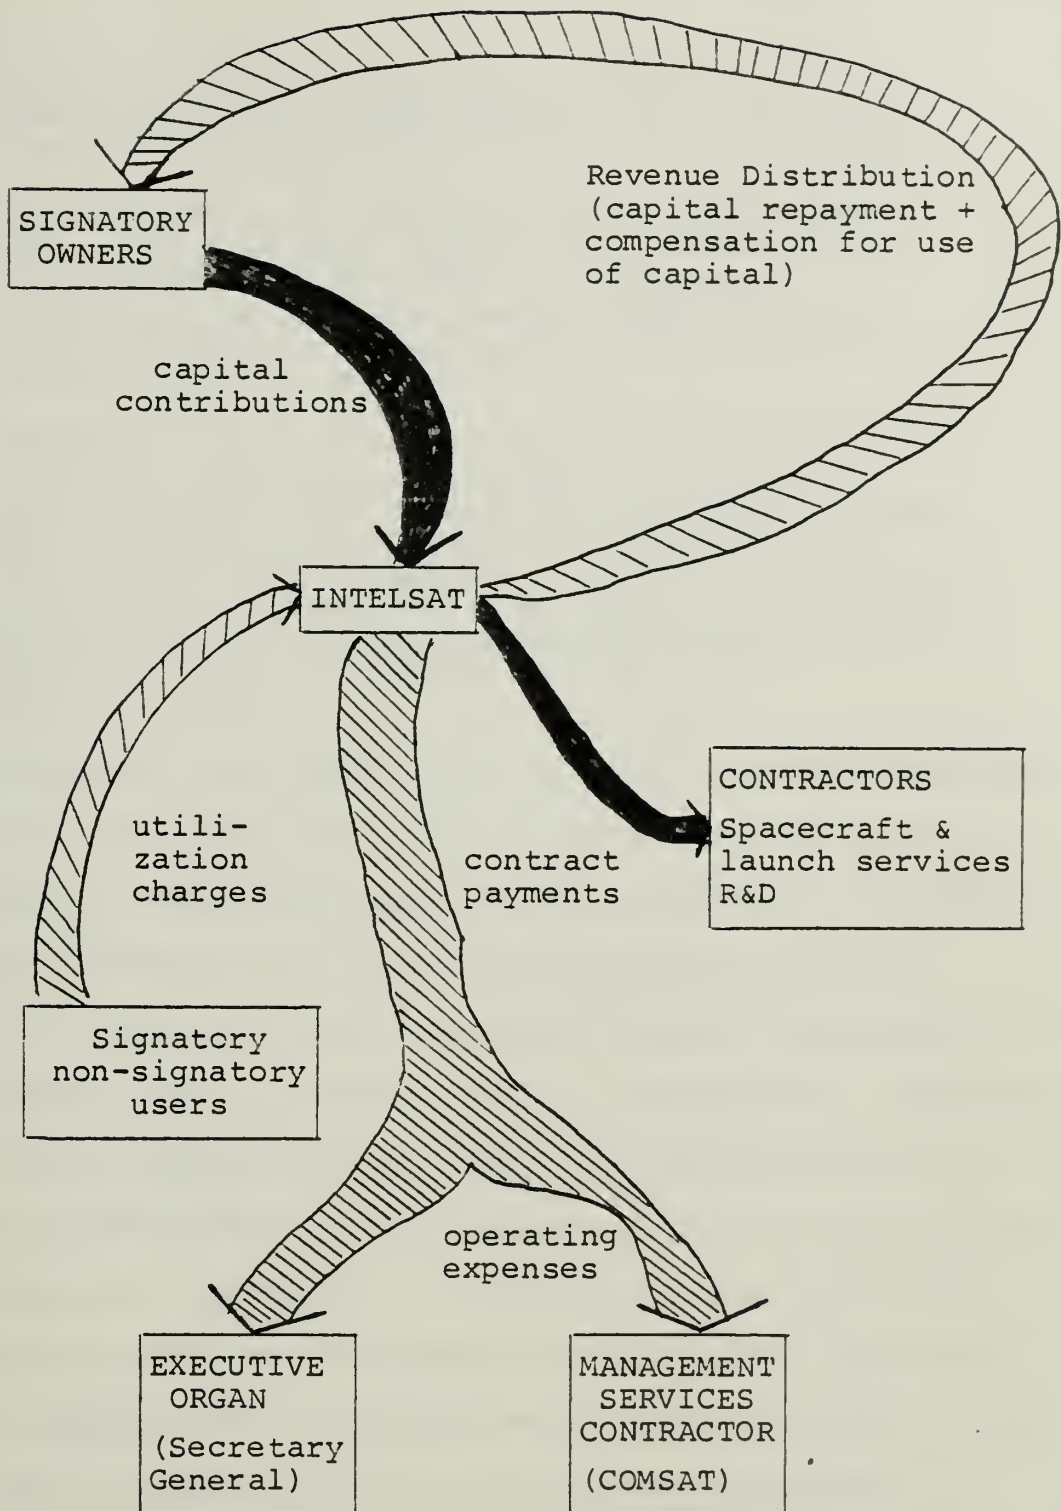 Revenue Distribution
(capital repayment +
compensation for use
of capital)
SIGNATORY
OWNERS
capital
contributions
INTELSAT
CONTRACTORS
Spacecraft &
launch services
R&D
utili-
zation
charges
contract
payments
Signatory
non-signatory
users
operating
expenses
EXECUTIVE
ORGAN
(Secretary
General)
MANAGEMENT
SERVICES
CONTRACTOR
(COMSAT)